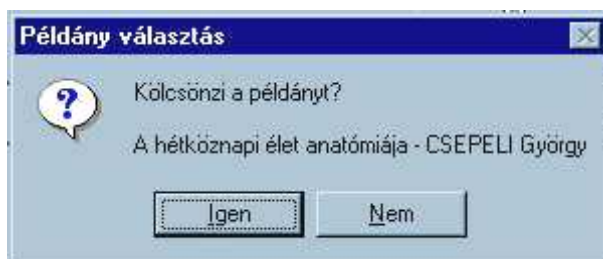 Példány választás
Kölcsönzi a példányt?
A hétköznapi élet anatómiája - CSEPELI György
Igen
Nem